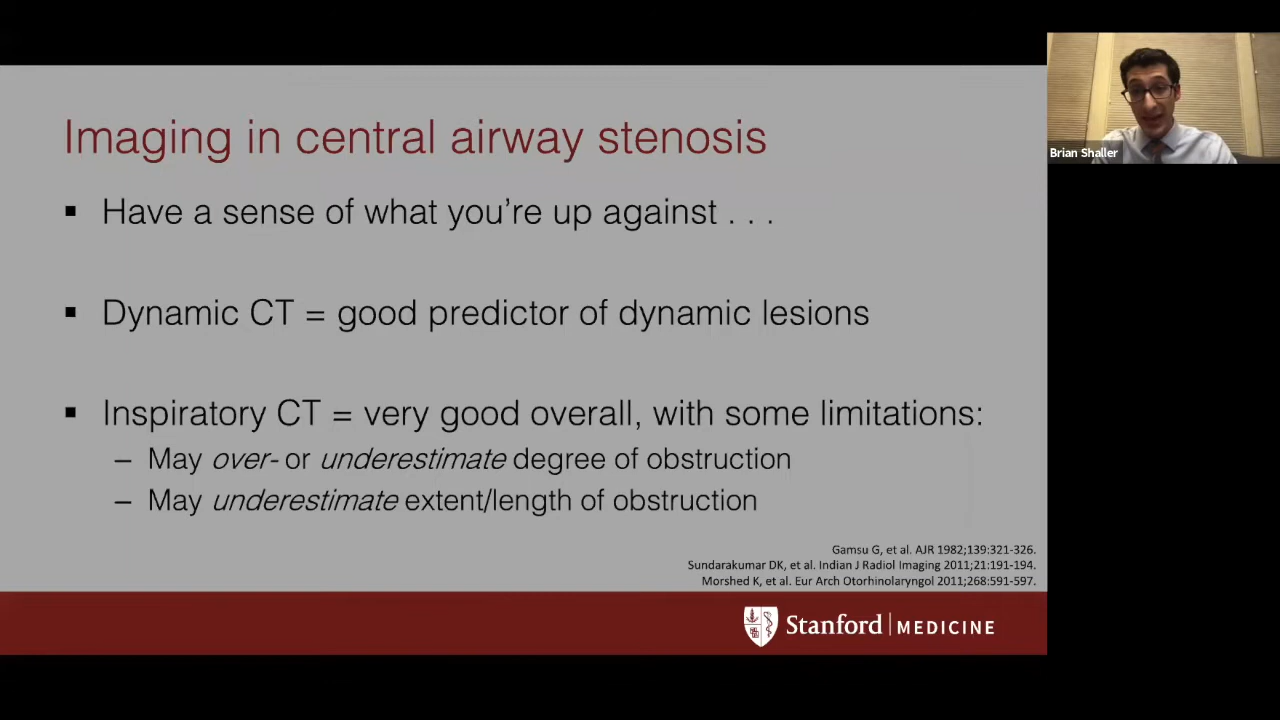 Imaging in central airway stenosis
▪ Have a sense of what you're up against . . .
▪ Dynamic CT = good predictor of dynamic lesions
▪ Inspiratory CT = very good overall, with some limitations:
– May over- or underestimate degree of obstruction
– May underestimate extent/length of obstruction
Gamsu G, et al. AJR 1982;139:321-326.
Sundarakumar DK, et al. Indian J Radiol Imaging 2011;21:191-194.
Morshed K, et al. Eur Arch Otorhinolaryngol 2011;268:591-597.
Stanford | MEDICINE
Brian Shaller